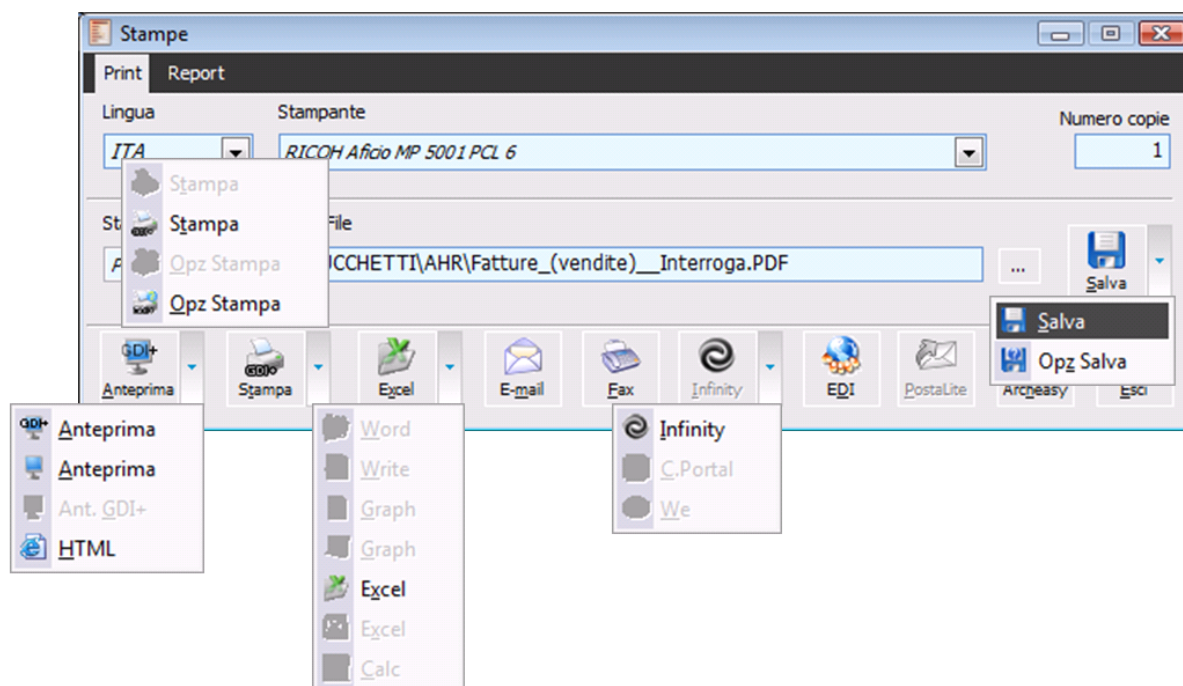 Stampe
Print Report
Lingua Stampante Numero copie
ITA RICOH Aficio MP 5001 PCL 6 1
Stampa
Stampa
Opz Stampa
Opz Stampa
File
UCCHETTI\AHR\Fatture_(vendite)__Interroga.PDF ...
Salva
Salva
Opz Salva
GDI+ GDI+
Anteprima Stampa Excel E-mail Fax Infinity EDI PostaLite Archeasy Esci
GDI+ Anteprima
Anteprima
Ant. GDI+
HTML
Word
Write
Graph
Graph
Excel
Excel
Calc
Infinity
C.Portal
We